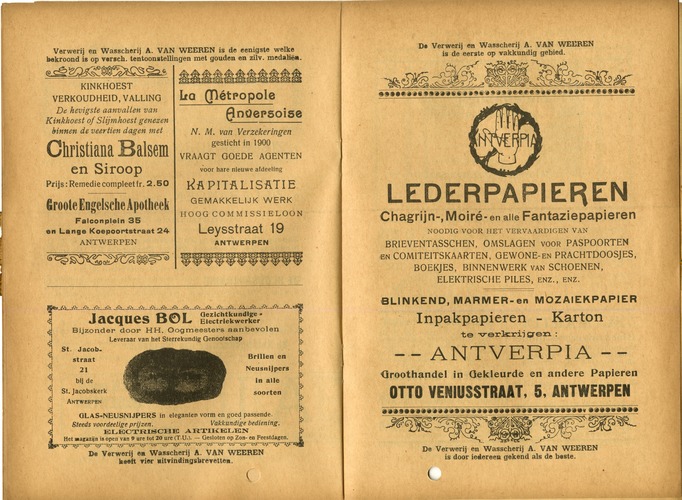 Verwerij en Wasscherij A. VAN WEEREN is de eenigste welke
bekroond is op versch. tentoonstellingen met gouden en zilv. medaliën.
KINKHOEST
VERKOUDHEID, VALLING
De hevigste aanvallen van
Kinkhoest of Slijmhoest genezen
binnen de veertien dagen met
Christiana Balsem
en Siroop
Prijs: Remedie compleet fr. 2.50
Groote Engelsche Apotheek
Falconplein 35
en Lange Koepoortstraat 24
ANTWERPEN
La Métropole
Anversoise
N. M. van Verzekeringen
gesticht in 1900
VRAAGT GOEDE AGENTEN
voor hare nieuwe afdeeling
KAPITALISATIE
GEMAKKELIJK WERK
HOOG COMMISSIELOON
Leysstraat 19
ANTWERPEN
Jacques BOL Gezichtkundige -
Electriekwerker
Bijzonder door HH. Oogmeesters aanbevolen
Leveraar van het Sterrekundig Genootschap
St. Jacob-
straat
21
bij de
St. Jacobskerk
ANTWERPEN
Brillen en
Neusnijpers
in alle
soorten
GLAS-NEUSNIJPERS in eleganten vorm en goed passende.
Steeds voordeelige prijzen. Vakkundige bediening.
ELECTRISCHE ARTIKELEN
Het magazijn is open van 9 ure tot 20 ure (T.U.). — Gesloten op Zon- en Feestdagen.
De Verwerij en Wasscherij A. VAN WEEREN
heeft vier uitvindingsbrevetten.
De Verwerij en Wasscherij A. VAN WEEREN
is de eerste op vakkundig gebied.
ANTVERPIA
LEDERPAPIEREN
Chagrijn-, Moiré- en alle Fantaziepapieren
NOODIG VOOR HET VERVAARDIGEN VAN
BRIEVENTASSCHEN, OMSLAGEN VOOR PASPOORTEN
EN COMITEITSKAARTEN, GEWONE- EN PRACHTDOOSJES,
BOEKJES, BINNENWERK VAN SCHOENEN,
ELEKTRISCHE PILES, ENZ., ENZ.
BLINKEND, MARMER- en MOZAIEKPAPIER
Inpakpapieren - Karton
te verkrijgen:
-- ANTVERPIA --
Groothandel in Gekleurde en andere Papieren
OTTO VENIUSSTRAAT, 5, ANTWERPEN
De Verwerij en Wasscherij A. VAN WEEREN
is door iedereen gekend als de beste.